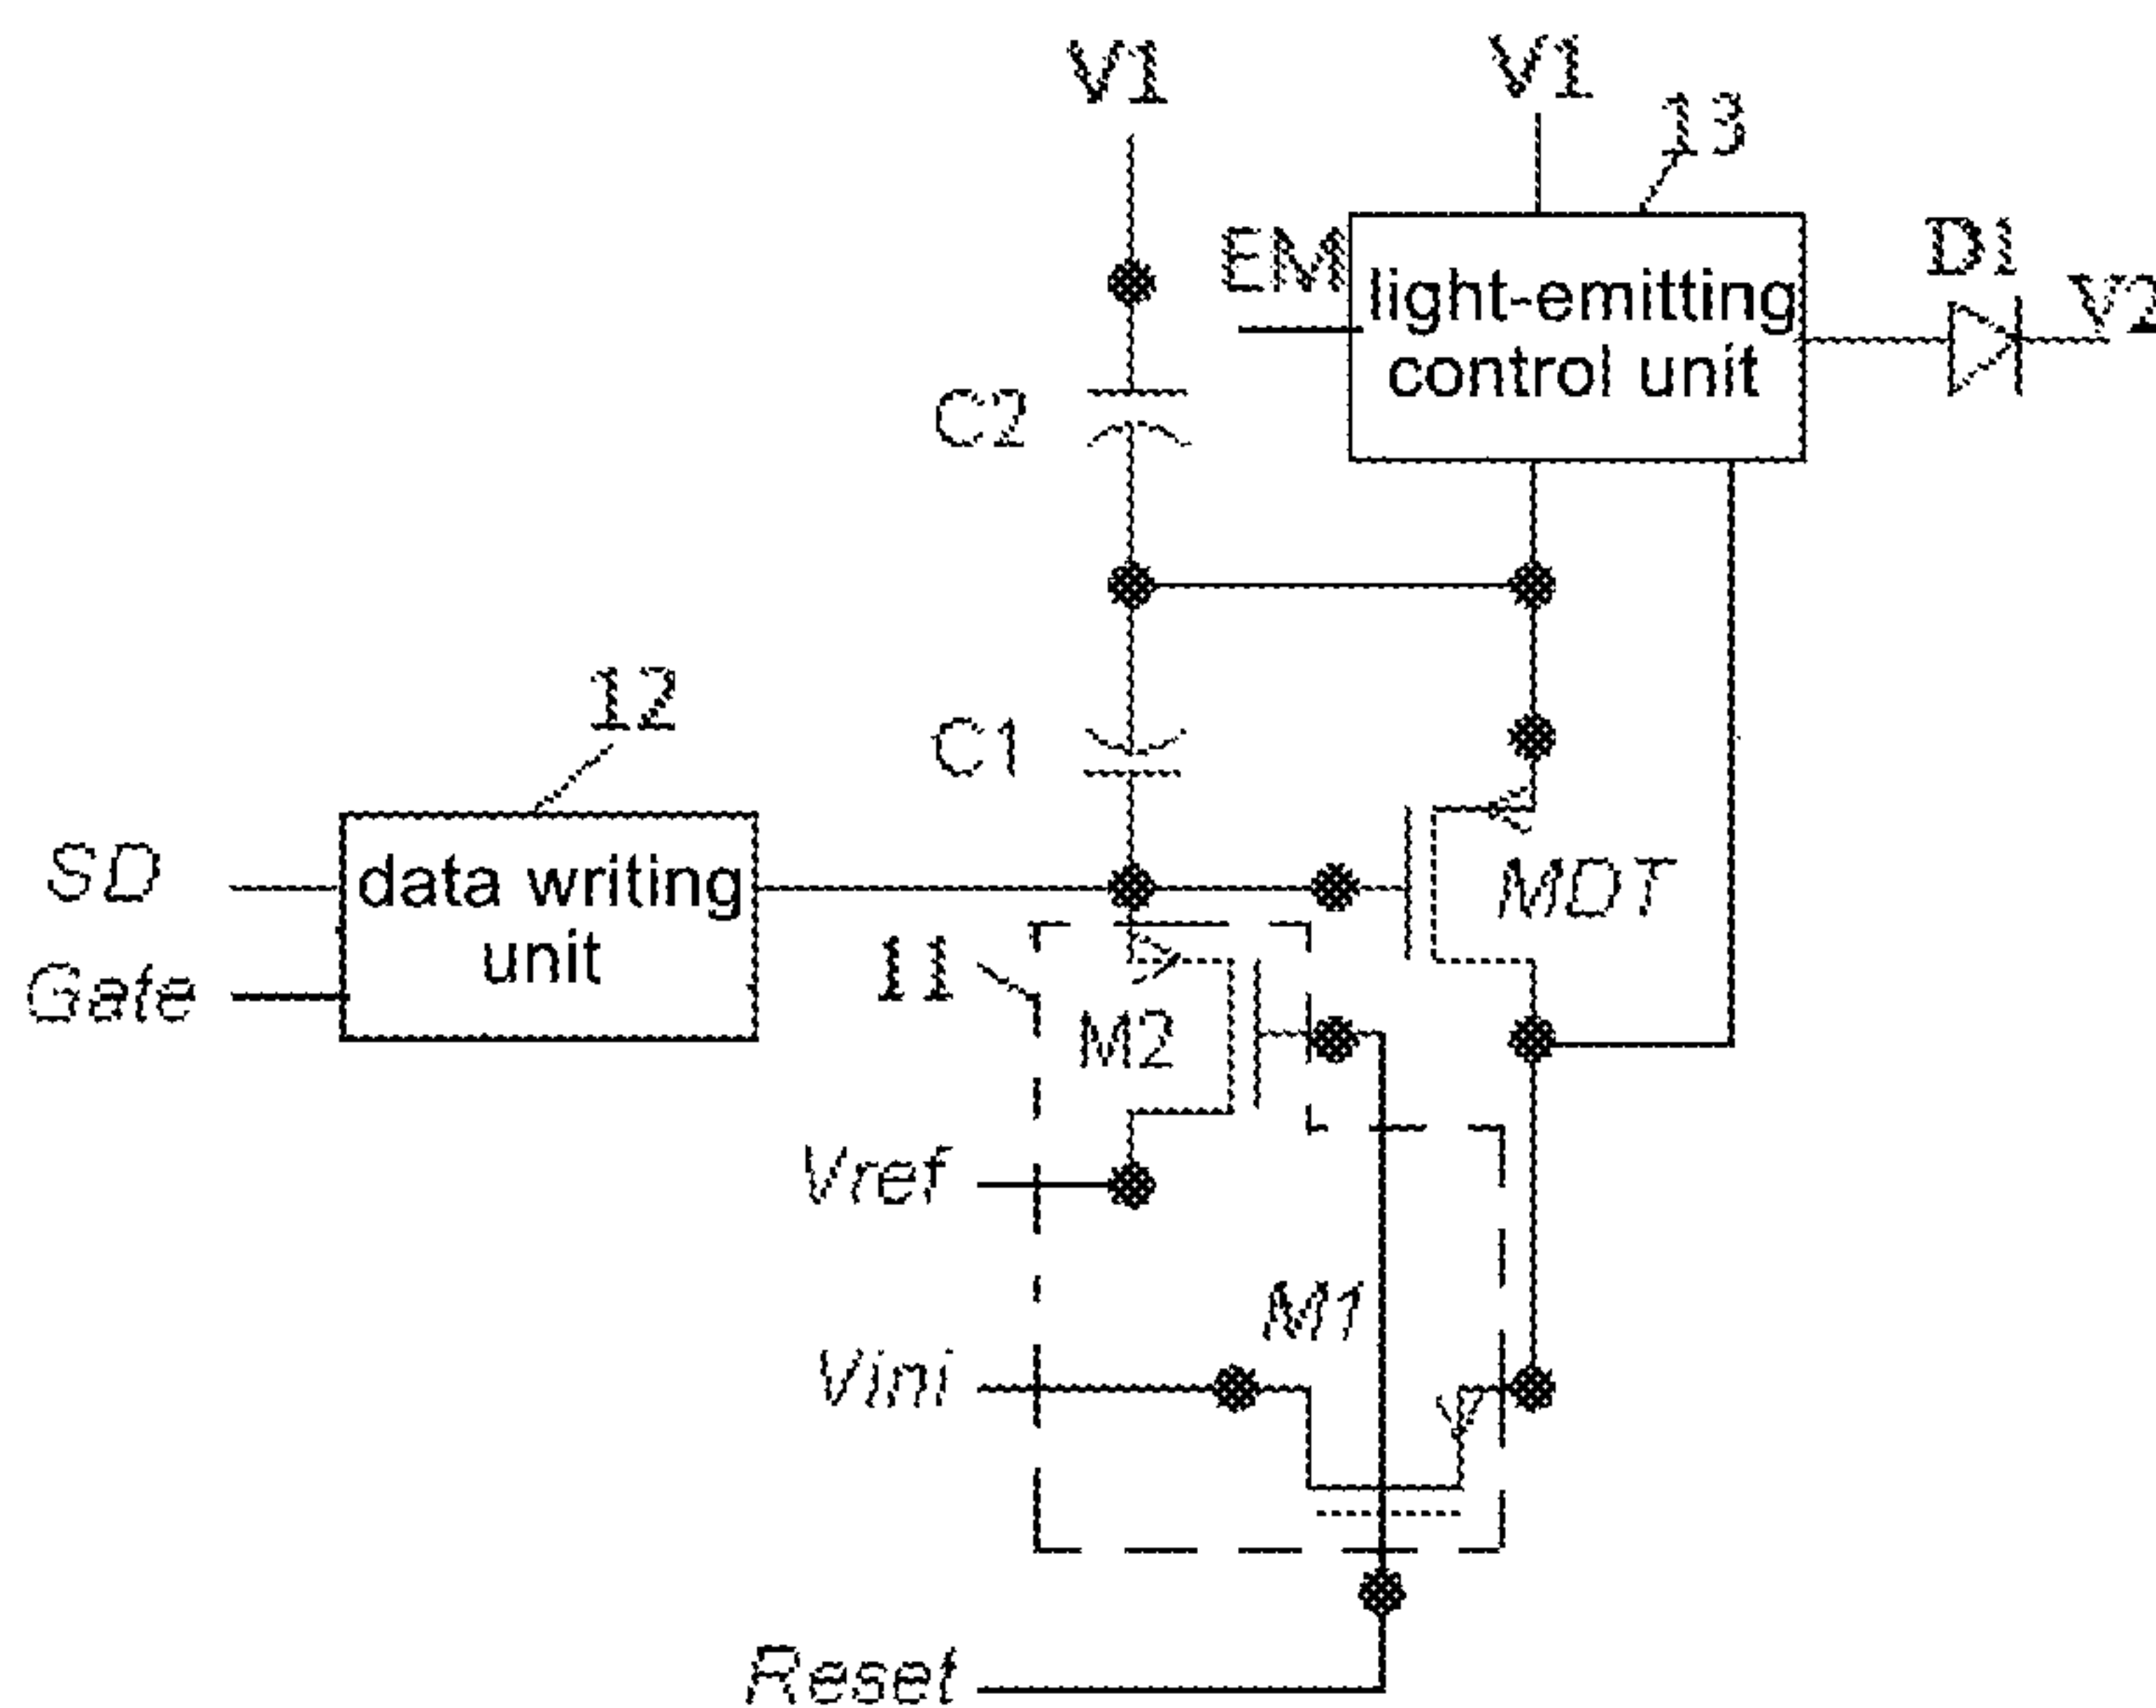 V1
V1
13
EM
light-emitting
control unit
D1
V2
C2
12
C1
SD
data writing
unit
Gate
11
MDT
M2
Vref
M1
Vini
Reset